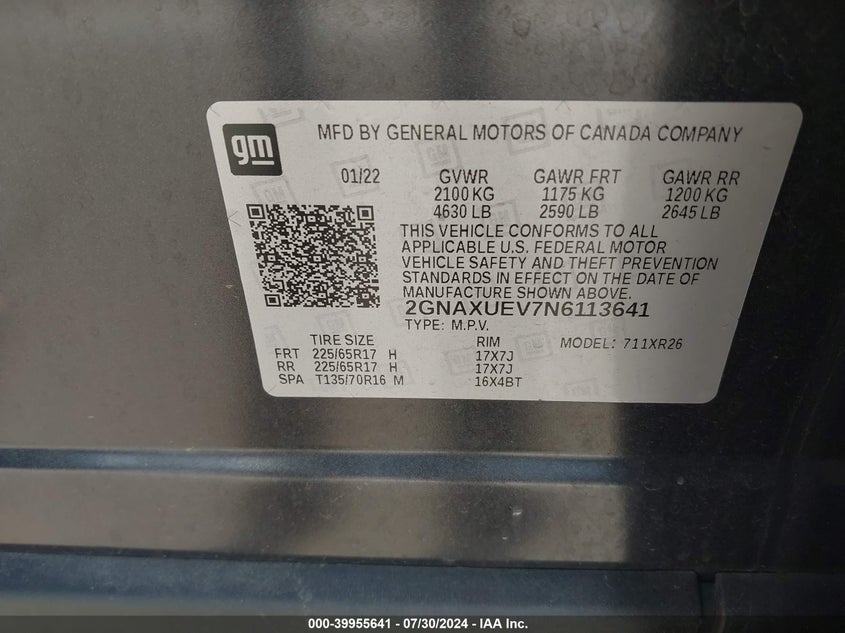 gm
MFD BY GENERAL MOTORS OF CANADA COMPANY
01/22 GVWR GAWR FRT GAWR RR
2100 KG 1175 KG 1200 KG
4630 LB 2590 LB 2645 LB
THIS VEHICLE CONFORMS TO ALL
APPLICABLE U.S. FEDERAL MOTOR
VEHICLE SAFETY AND THEFT PREVENTION
STANDARDS IN EFFECT ON THE DATE OF
MANUFACTURE SHOWN ABOVE.
2GNAXUEV7N6113641
TYPE: M.P.V.
TIRE SIZE RIM MODEL: 711XR26
FRT 225/65R17 H 17X7J
RR 225/65R17 H 17X7J
SPA T135/70R16 M 16X4BT
000-39955641 - 07/30/2024 - IAA Inc.